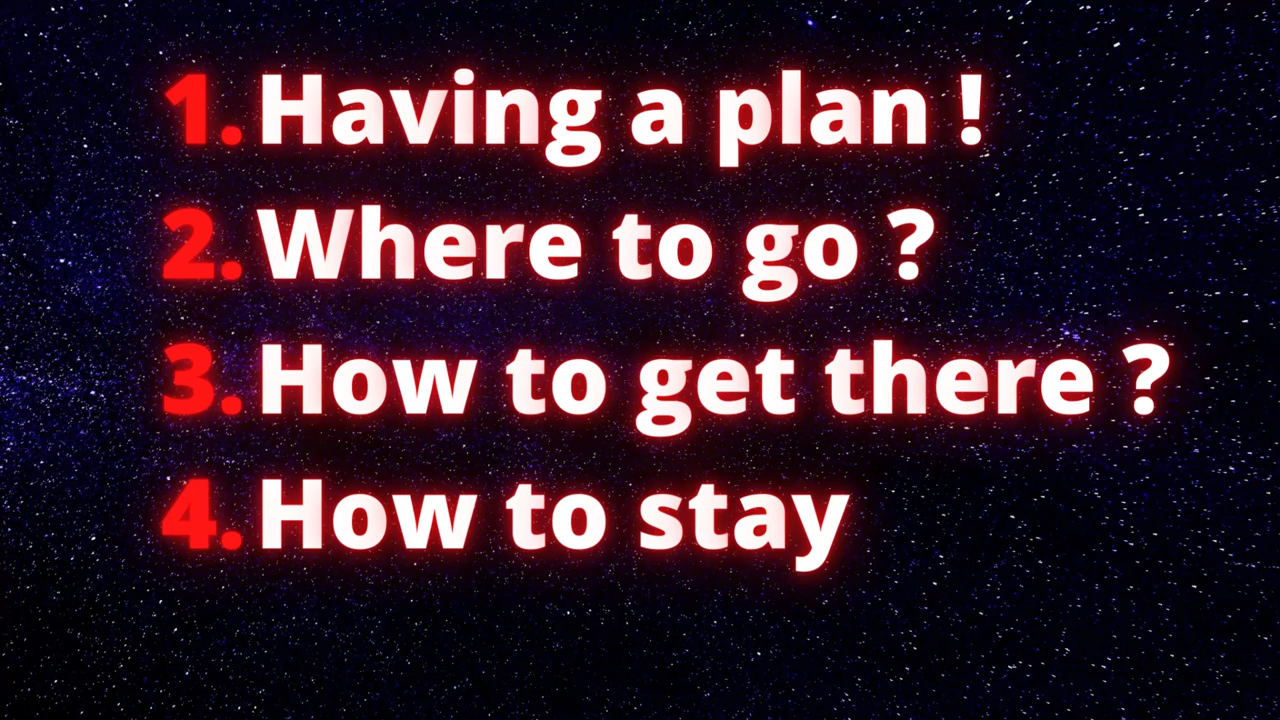 1. Having a plan !
2. Where to go ?
3. How to get there ?
4. How to stay